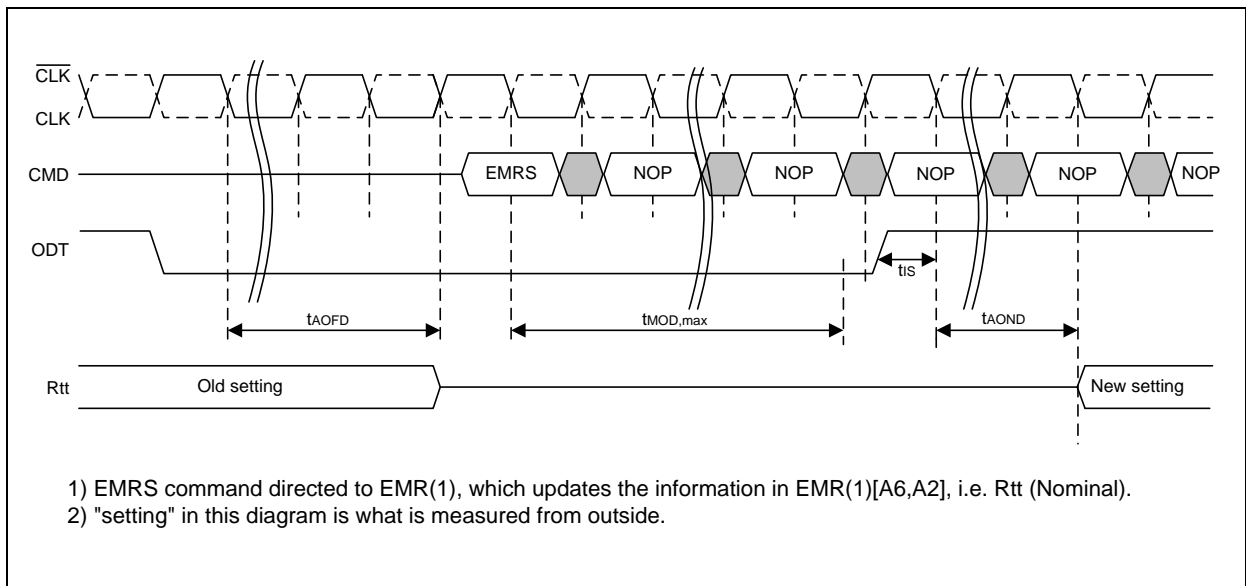 CLK
CLK
CMD EMRS NOP NOP NOP NOP NOP
ODT
tIS
tAOFD tMOD,max tAOND
Rtt Old setting New setting
1) EMRS command directed to EMR(1), which updates the information in EMR(1)[A6,A2], i.e. Rtt (Nominal).
2) "setting" in this diagram is what is measured from outside.